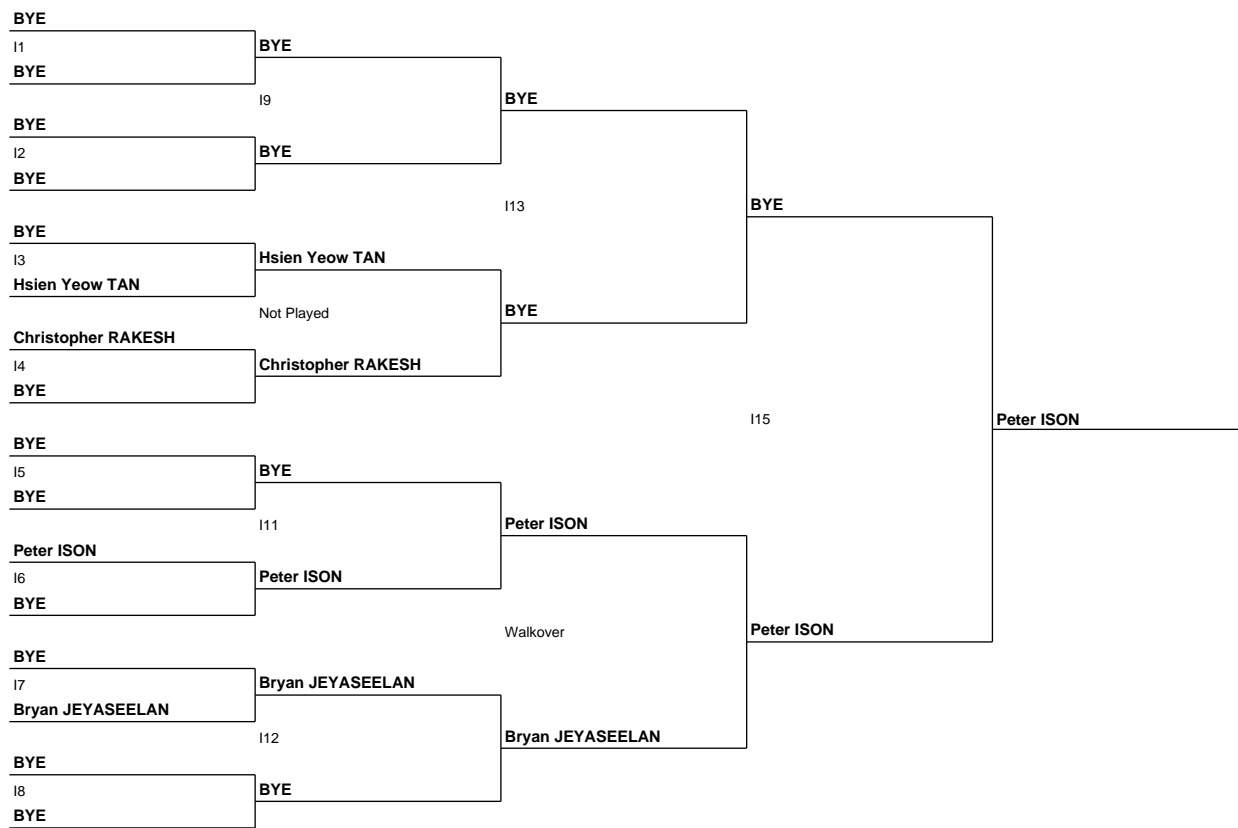 BYE
I1
BYE
BYE
I9
BYE
BYE
I2
BYE
BYE
I13
BYE
BYE
I3
Hsien Yeow TAN
Hsien Yeow TAN
Not Played
BYE
Christopher RAKESH
I4
Christopher RAKESH
BYE
I15
Peter ISON
BYE
I5
BYE
BYE
I11
Peter ISON
Peter ISON
I6
Peter ISON
BYE
Walkover
Peter ISON
BYE
I7
Bryan JEYASEELAN
Bryan JEYASEELAN
I12
Bryan JEYASEELAN
BYE
I8
BYE
BYE